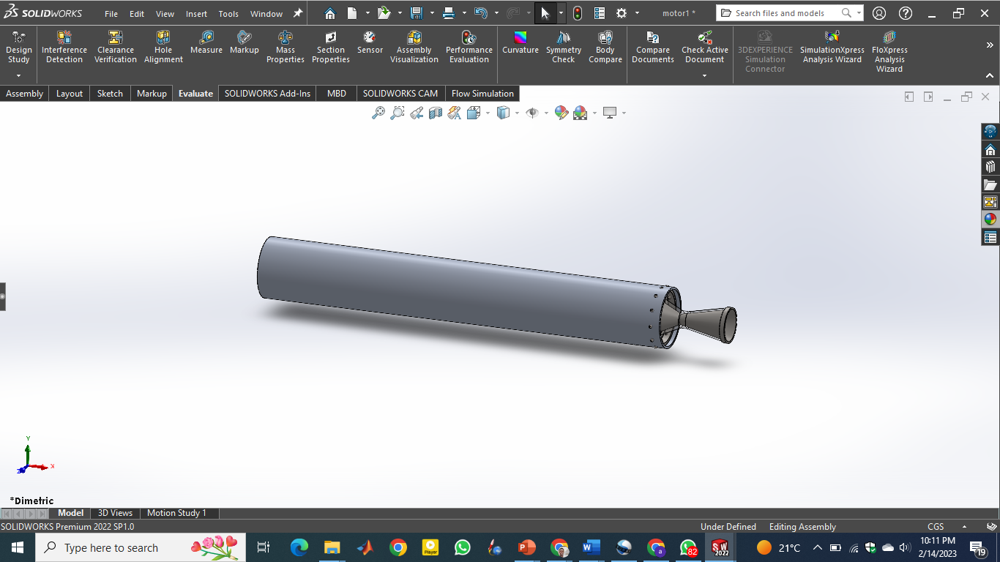 SOLIDWORKS File Edit View Insert Tools Window motor1 * Search files and models
Design Study
Interference Detection
Clearance Verification
Hole Alignment
Measure
Markup
Mass Properties
Section Properties
Sensor
Assembly Visualization
Performance Evaluation
Curvature
Symmetry Check
Body Compare
Compare Documents
Check Active Document
3DEXPERIENCE Simulation Connector
SimulationXpress Analysis Wizard
FloXpress Analysis Wizard
Assembly Layout Sketch Markup Evaluate SOLIDWORKS Add-Ins MBD SOLIDWORKS CAM Flow Simulation
Y
X
Z
*Dimetric
Model 3D Views Motion Study 1
SOLIDWORKS Premium 2022 SP1.0 Under Defined Editing Assembly CGS
Type here to search Player 82 SW 2022 21°C 10:11 PM
2/14/2023 19